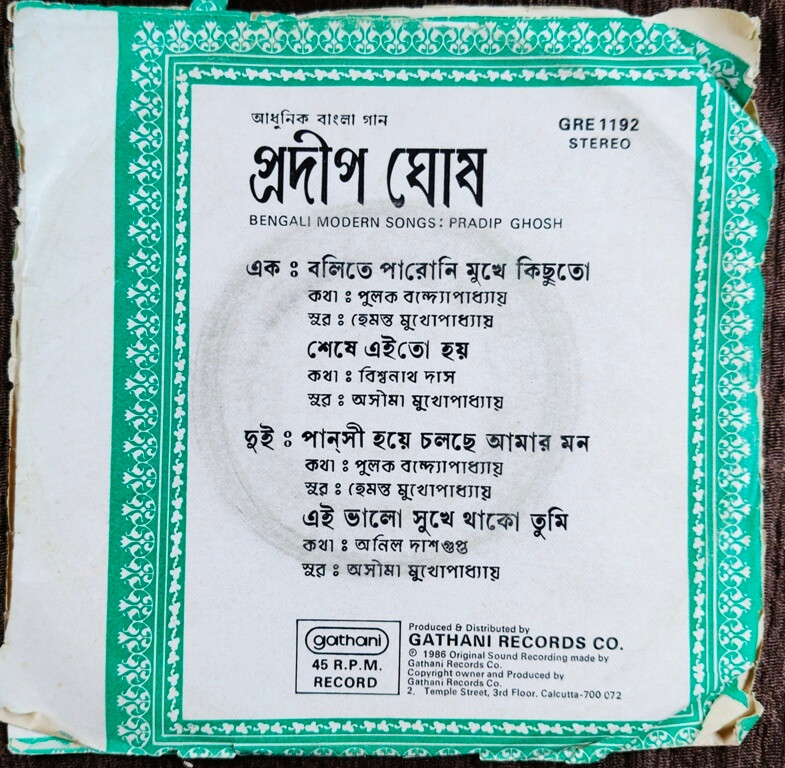 আধুনিক বাংলা গান
GRE 1192
STEREO
প্রদীপ ঘোষ
BENGALI MODERN SONGS: PRADIP GHOSH
এক : বলিতে পারোনি মুখে কিছুতো
কথা : পুলক বন্দ্যোপাধ্যায়
সুর : হেমন্ত মুখোপাধ্যায়
শেষে এইতো হয়
কথা : বিশ্বনাথ দাস
সুর : অসীমা মুখোপাধ্যায়
দুই : পান্‌সী হয়ে চলছে আমার মন
কথা : পুলক বন্দ্যোপাধ্যায়
সুর : হেমন্ত মুখোপাধ্যায়
এই ভালো সুখে থাকো তুমি
কথা : অনিল দাশগুপ্ত
সুর : অসীমা মুখোপাধ্যায়
gathani
45 R.P.M.
RECORD
Produced & Distributed by
GATHANI RECORDS CO.
℗ 1986 Original Sound Recording made by
Gathani Records Co.
Copyright owner and Produced by
Gathani Records Co.
2, Temple Street, 3rd Floor, Calcutta-700 072